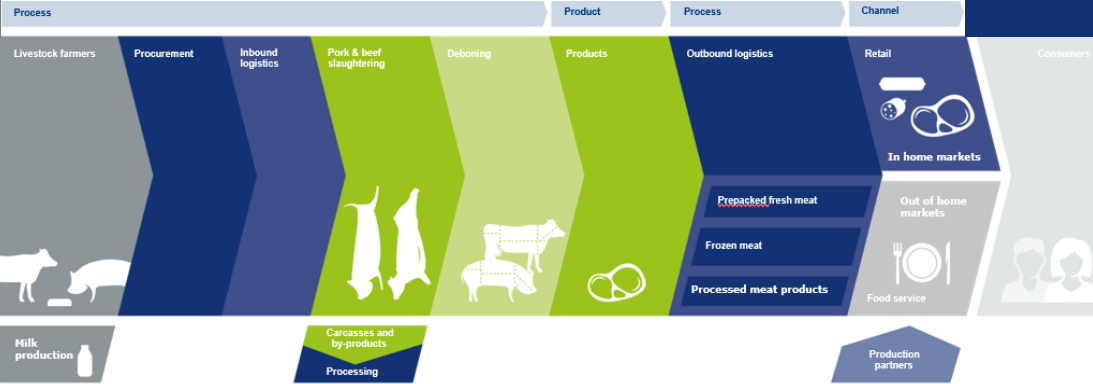 Process
Product
Process
Channel
Livestock farmers
Procurement
Inbound
logistics
Pork & beef
slaughtering
Deboning
Products
Outbound logistics
Retail
Consumers
In home markets
Prepacked fresh meat
Frozen meat
Processed meat products
Out of home
markets
Food service
Milk
production
Carcasses and
by-products
Processing
Production
partners